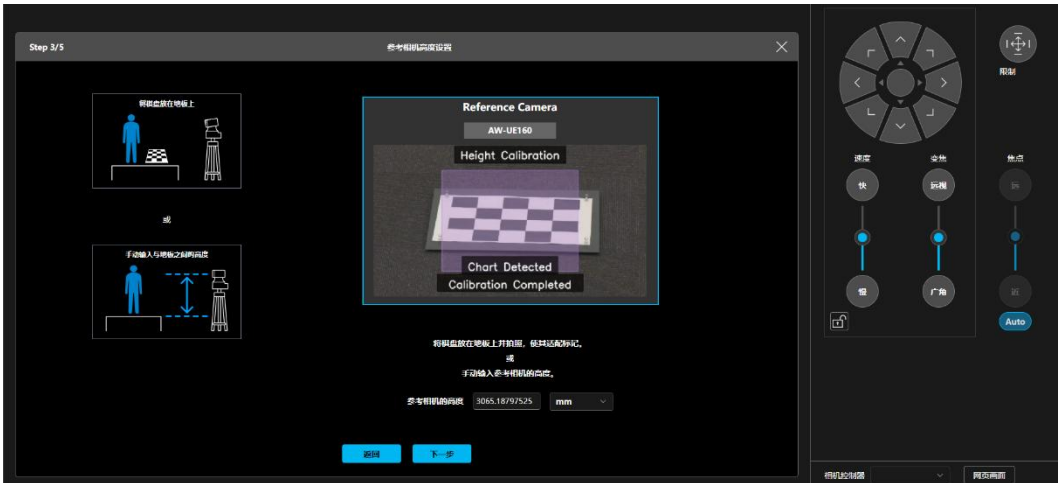 Step 3/5
参考相机高度设置
将棋盘放在地板上
或
手动输入与地板之间的高度
Reference Camera
AW-UE160
Height Calibration
Chart Detected
Calibration Completed
将棋盘放在地板上并拍照，使其适配标记。
或
手动输入参考相机的高度。
参考相机的高度 3065.18797525 mm
返回 下一步
限制
速度 变焦 焦点
快 远视 远
慢 广角 近
Auto
相机控制器 网页画面